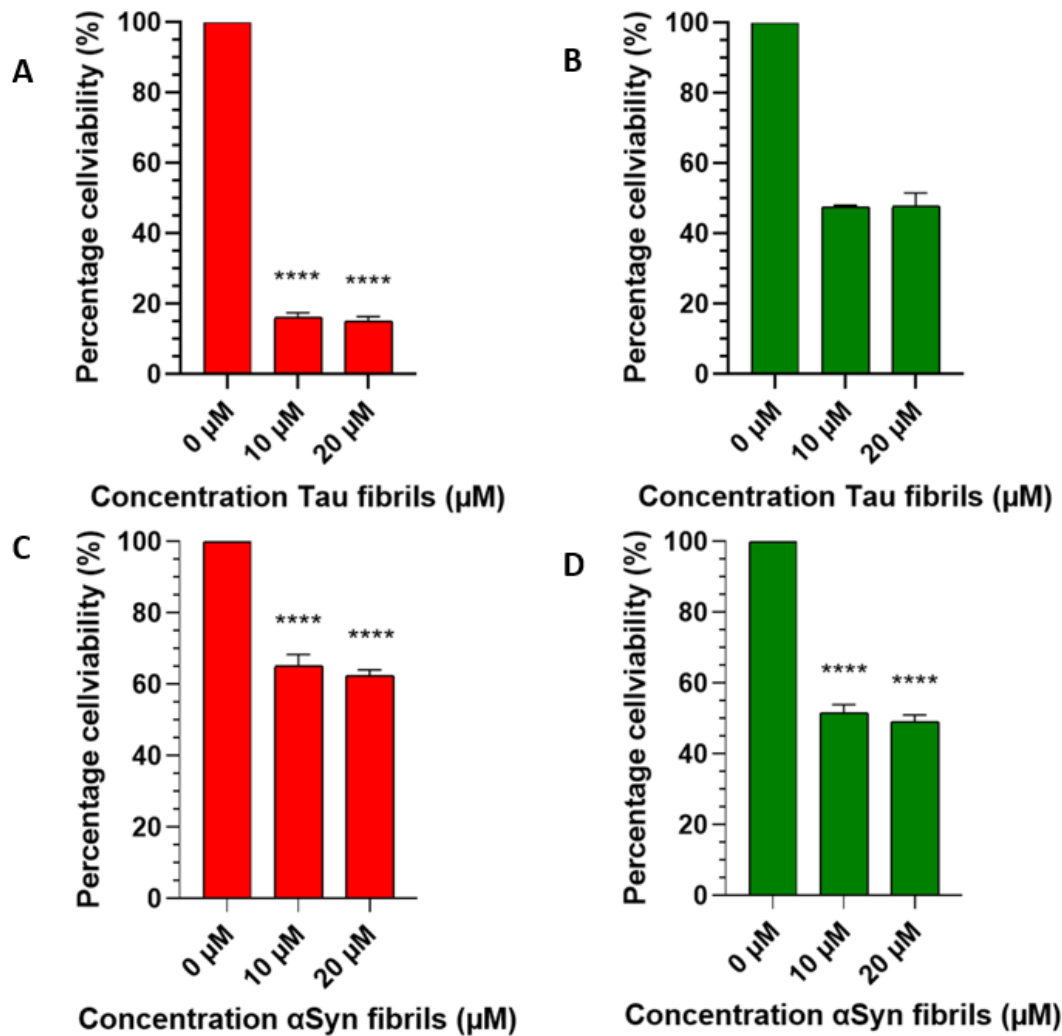 A
Percentage cellviability (%)
100
80
60
40
20
0
**** ****
0 µM
10 µM
20 µM
Concentration Tau fibrils (µM)
B
Percentage cellviability (%)
100
80
60
40
20
0
0 µM
10 µM
20 µM
Concentration Tau fibrils (µM)
C
Percentage cellviability (%)
100
80
60
40
20
0
**** ****
0 µM
10 µM
20 µM
Concentration αSyn fibrils (µM)
D
Percentage cellviability (%)
100
80
60
40
20
0
**** ****
0 µM
10 µM
20 µM
Concentration αSyn fibrils (µM)